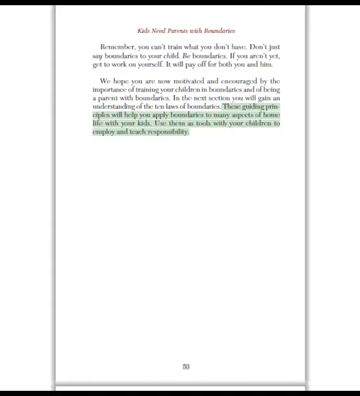 Kids Need Parents with Boundaries
Remember, you can't train what you don't have. Don't just
say boundaries to your child. Be boundaries. If you aren't yet,
get to work on yourself. It will pay off for both you and him.
We hope you are now motivated and encouraged by the
importance of training your children in boundaries and of being
a parent with boundaries. In the next section you will gain an
understanding of the ten laws of boundaries. These guiding prin-
ciples will help you apply boundaries to many aspects of home
life with your kids. Use them as tools with your children to
employ and teach responsibility.
53